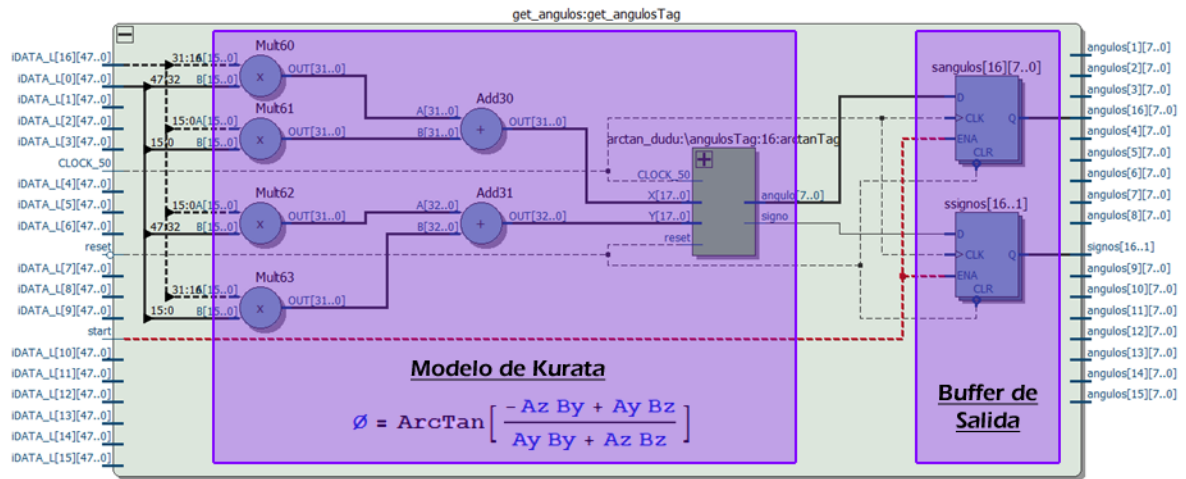 get_angulos:get_angulosTag
iDATA_L[16][47..0]
iDATA_L[0][47..0]
iDATA_L[1][47..0]
iDATA_L[2][47..0]
iDATA_L[3][47..0]
CLOCK_50
iDATA_L[4][47..0]
iDATA_L[5][47..0]
iDATA_L[6][47..0]
reset
iDATA_L[7][47..0]
iDATA_L[8][47..0]
iDATA_L[9][47..0]
start
iDATA_L[10][47..0]
iDATA_L[11][47..0]
iDATA_L[12][47..0]
iDATA_L[13][47..0]
iDATA_L[14][47..0]
iDATA_L[15][47..0]
Mult60
31:16 A[15..0]
47:32 B[15..0]
x
OUT[31..0]
Mult61
15:0 A[15..0]
15:0 B[15..0]
x
OUT[31..0]
Mult62
15:0 A[15..0]
47:32 B[15..0]
x
OUT[31..0]
Mult63
31:16 A[15..0]
15:0 B[15..0]
x
OUT[31..0]
Add30
A[31..0]
B[31..0]
+
OUT[31..0]
Add31
A[32..0]
B[32..0]
+
OUT[32..0]
arctan_dudu:\angulosTag:16:arctanTag
CLOCK_50
X[17..0]
Y[17..0]
reset
angulo[7..0]
signo
sangulos[16][7..0]
D
CLK
ENA
Q
CLR
ssignos[16..1]
D
CLK
ENA
Q
CLR
angulos[1][7..0]
angulos[2][7..0]
angulos[3][7..0]
angulos[16][7..0]
angulos[4][7..0]
angulos[5][7..0]
angulos[6][7..0]
angulos[7][7..0]
angulos[8][7..0]
signos[16..1]
angulos[9][7..0]
angulos[10][7..0]
angulos[11][7..0]
angulos[12][7..0]
angulos[13][7..0]
angulos[14][7..0]
angulos[15][7..0]
Modelo de Kurata
ø = ArcTan[ (-Az By + Ay Bz) / (Ay By + Az Bz) ]
Buffer de
Salida